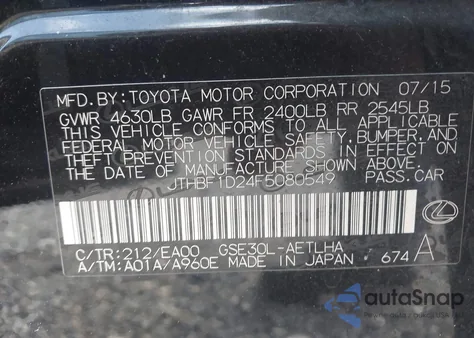 MFD.BY:TOYOTA MOTOR CORPORATION 07/15
GVWR 4630LB GAWR FR 2400LB RR 2545LB
THIS VEHICLE CONFORMS TO ALL APPLICABLE
FEDERAL MOTOR VEHICLE SAFETY, BUMPER, AND
THEFT PREVENTION STANDARDS IN EFFECT ON
THE DATE OF MANUFACTURE SHOWN ABOVE.
JTHBF1D24F5080549 PASS.CAR
C/TR:212/EA00 GSE30L-AETLHA
A/TM:A01A/A960E MADE IN JAPAN 674 A
autoSnap